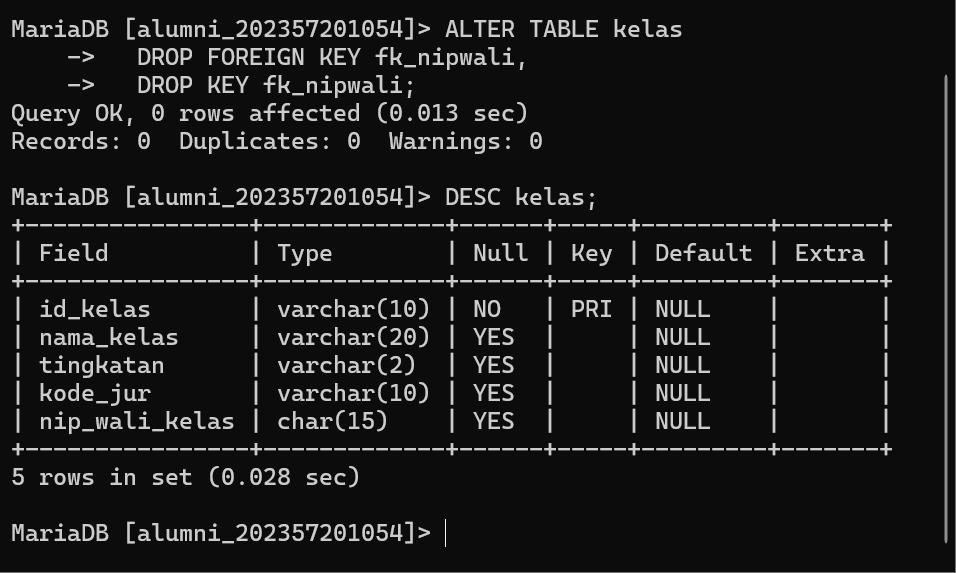 MariaDB [alumni_202357201054]> ALTER TABLE kelas
    ->   DROP FOREIGN KEY fk_nipwali,
    ->   DROP KEY fk_nipwali;
Query OK, 0 rows affected (0.013 sec)
Records: 0  Duplicates: 0  Warnings: 0

MariaDB [alumni_202357201054]> DESC kelas;
+----------------+-------------+------+-----+---------+-------+
| Field          | Type        | Null | Key | Default | Extra |
+----------------+-------------+------+-----+---------+-------+
| id_kelas       | varchar(10) | NO   | PRI | NULL    |       |
| nama_kelas     | varchar(20) | YES  |     | NULL    |       |
| tingkatan      | varchar(2)  | YES  |     | NULL    |       |
| kode_jur       | varchar(10) | YES  |     | NULL    |       |
| nip_wali_kelas | char(15)    | YES  |     | NULL    |       |
+----------------+-------------+------+-----+---------+-------+
5 rows in set (0.028 sec)

MariaDB [alumni_202357201054]>